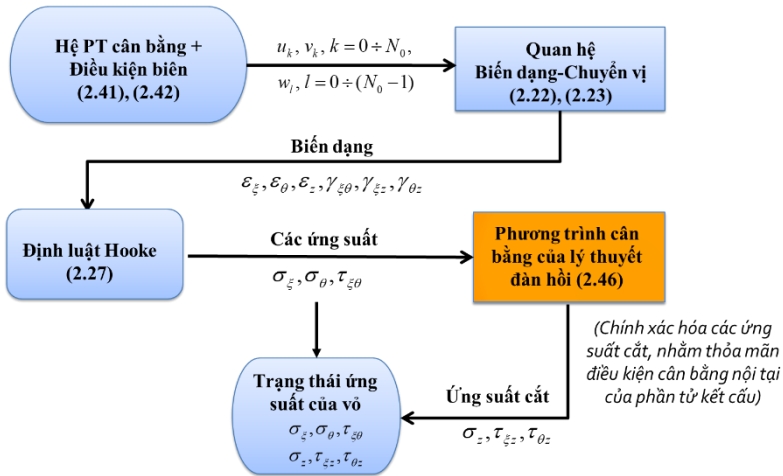 Hệ PT cân bằng +
Điều kiện biên
(2.41), (2.42)
u_k, v_k, k = 0 ÷ N_0,
w_l, l = 0 ÷ (N_0 − 1)
Quan hệ
Biến dạng-Chuyển vị
(2.22), (2.23)
Biến dạng
ε_ξ, ε_θ, ε_z, γ_ξθ, γ_ξz, γ_θz
Định luật Hooke
(2.27)
Các ứng suất
σ_ξ, σ_θ, τ_ξθ
Phương trình cân
bằng của lý thuyết
đàn hồi (2.46)
(Chính xác hóa các ứng
suất cắt, nhằm thỏa mãn
điều kiện cân bằng nội tại
của phần tử kết cấu)
Trạng thái ứng
suất của vỏ
σ_ξ, σ_θ, τ_ξθ
σ_z, τ_ξz, τ_θz
Ứng suất cắt
σ_z, τ_ξz, τ_θz